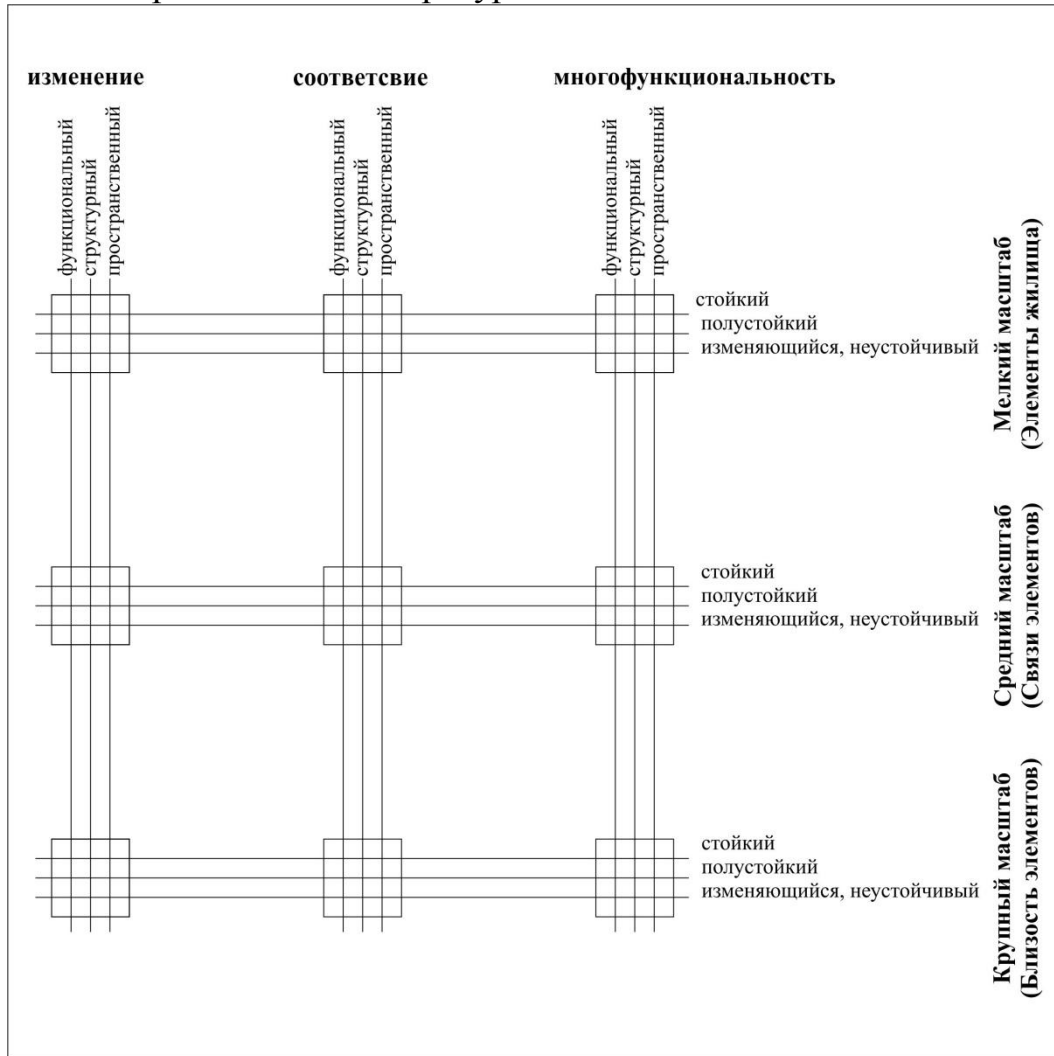 изменение
соответсвие
многофункциональность
функциональный
структурный
пространственный
функциональный
структурный
пространственный
функциональный
структурный
пространственный
стойкий
полустойкий
изменяющийся, неустойчивый
Мелкий масштаб
(Элементы жилища)
стойкий
полустойкий
изменяющийся, неустойчивый
Средний масштаб
(Связи элементов)
стойкий
полустойкий
изменяющийся, неустойчивый
Крупный масштаб
(Близость элементов)